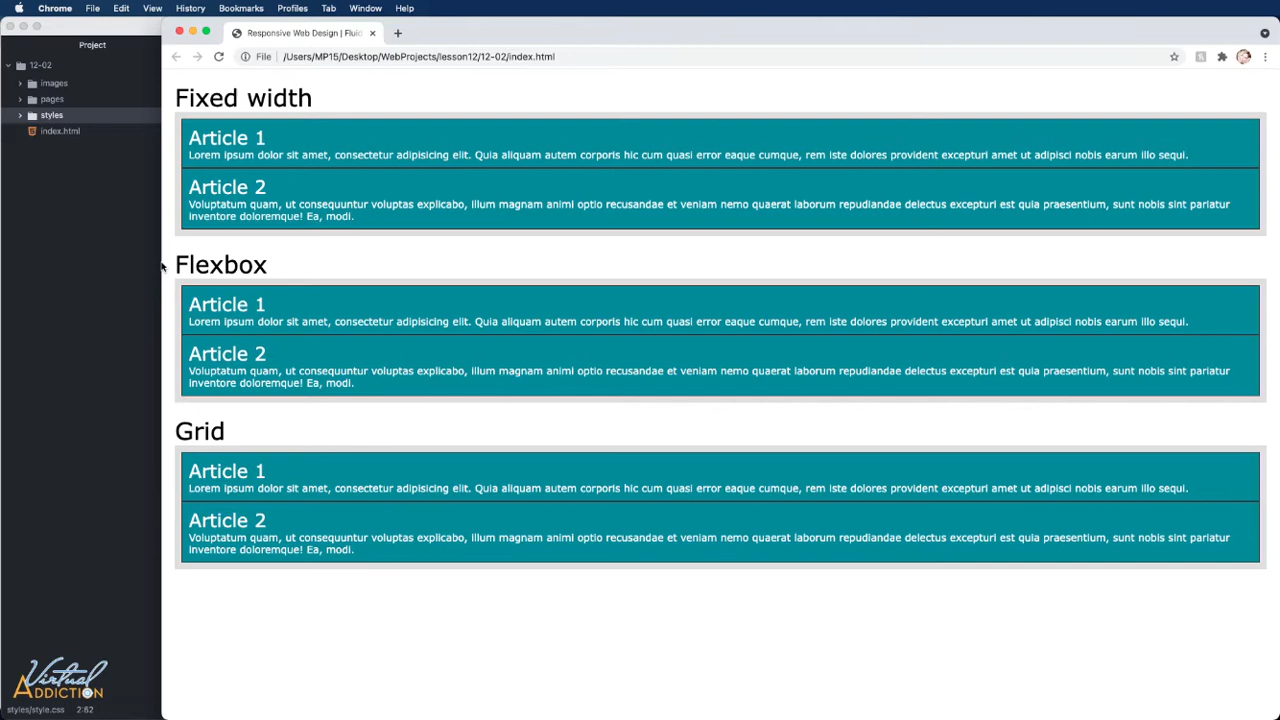 Chrome File Edit View History Bookmarks Profiles Tab Window Help
Project
12-02
images
pages
styles
index.html
Responsive Web Design | Fluid
File /Users/MP15/Desktop/WebProjects/lesson12/12-02/index.html
Fixed width
Article 1
Lorem ipsum dolor sit amet, consectetur adipisicing elit. Quia aliquam autem corporis hic cum quasi error eaque cumque, rem iste dolores provident excepturi amet ut adipisci nobis earum illo sequi.
Article 2
Voluptatum quam, ut consequuntur voluptas explicabo, illum magnam animi optio recusandae et veniam nemo quaerat laborum repudiandae delectus excepturi est quia praesentium, sunt nobis sint pariatur
inventore doloremque! Ea, modi.
Flexbox
Article 1
Lorem ipsum dolor sit amet, consectetur adipisicing elit. Quia aliquam autem corporis hic cum quasi error eaque cumque, rem iste dolores provident excepturi amet ut adipisci nobis earum illo sequi.
Article 2
Voluptatum quam, ut consequuntur voluptas explicabo, illum magnam animi optio recusandae et veniam nemo quaerat laborum repudiandae delectus excepturi est quia praesentium, sunt nobis sint pariatur
inventore doloremque! Ea, modi.
Grid
Article 1
Lorem ipsum dolor sit amet, consectetur adipisicing elit. Quia aliquam autem corporis hic cum quasi error eaque cumque, rem iste dolores provident excepturi amet ut adipisci nobis earum illo sequi.
Article 2
Voluptatum quam, ut consequuntur voluptas explicabo, illum magnam animi optio recusandae et veniam nemo quaerat laborum repudiandae delectus excepturi est quia praesentium, sunt nobis sint pariatur
inventore doloremque! Ea, modi.
Virtual
ADDICTION
styles/style.css 2:62